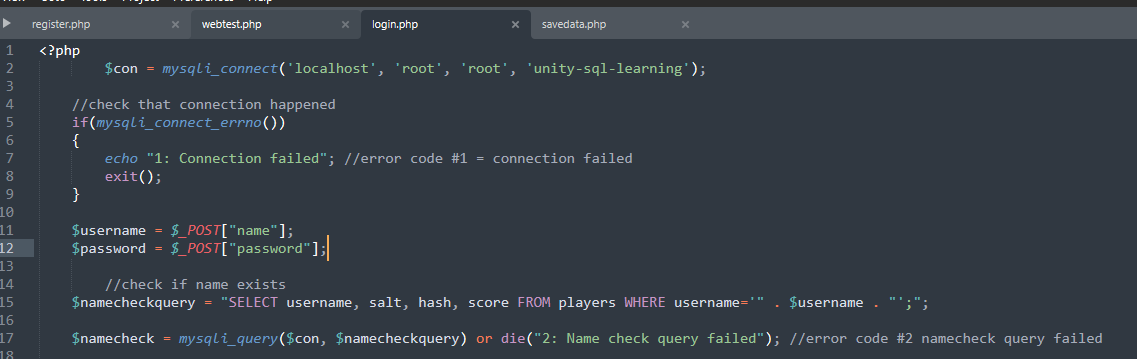 register.php × webtest.php × login.php × savedata.php ×
1 <?php
2 $con = mysqli_connect('localhost', 'root', 'root', 'unity-sql-learning');
3
4 //check that connection happened
5 if(mysqli_connect_errno())
6 {
7 echo "1: Connection failed"; //error code #1 = connection failed
8 exit();
9 }
10
11 $username = $_POST["name"];
12 $password = $_POST["password"];
13
14 //check if name exists
15 $namecheckquery = "SELECT username, salt, hash, score FROM players WHERE username='" . $username . "';";
16
17 $namecheck = mysqli_query($con, $namecheckquery) or die("2: Name check query failed"); //error code #2 namecheck query failed
18